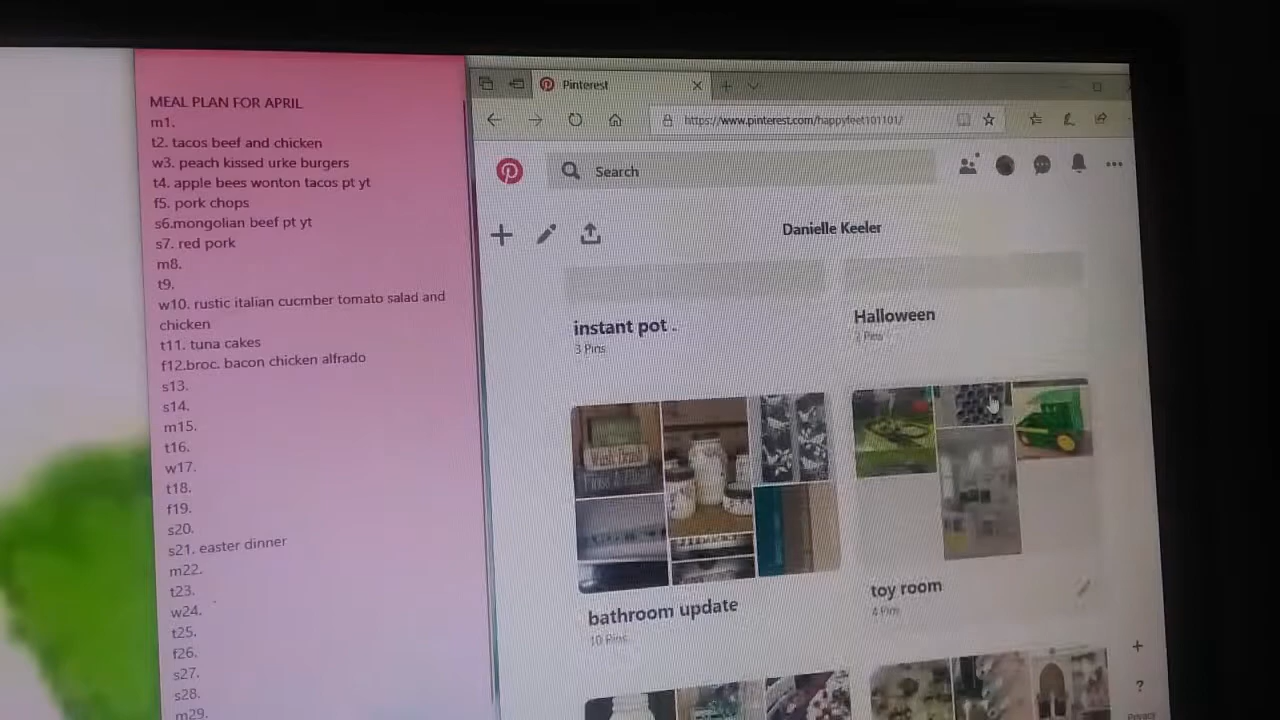 MEAL PLAN FOR APRIL
m1.
t2. tacos beef and chicken
w3. peach kissed urke burgers
t4. apple bees wonton tacos pt yt
f5. pork chops
s6.mongolian beef pt yt
s7. red pork
m8.
t9.
w10. rustic italian cucmber tomato salad and
chicken
t11. tuna cakes
f12.broc. bacon chicken alfrado
s13.
s14.
m15.
t16.
w17.
t18.
f19.
s20.
s21. easter dinner
m22.
t23.
w24.
t25.
f26.
s27.
s28.
m29.
Pinterest
https://www.pinterest.com/happyfeet101101/
Search
Danielle Keeler
instant pot .
3 Pins
Halloween
Pins
bathroom update
10 Pins
toy room
4 Pins
Privacy